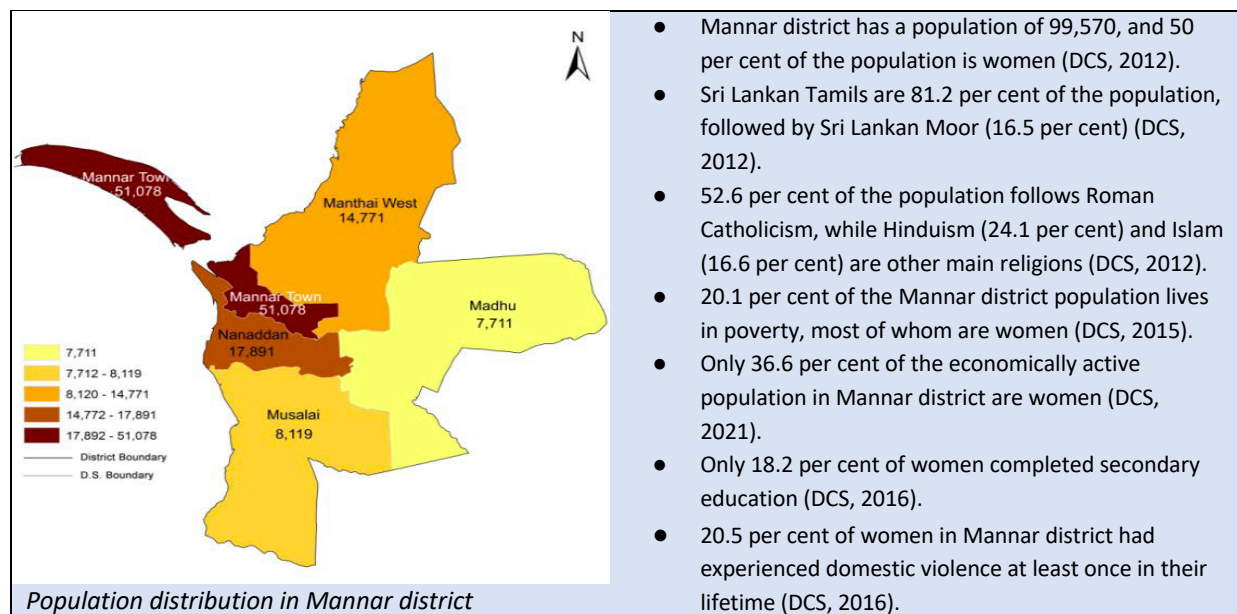 N
Mannar Town
51,078
Manthai West
14,771
Mannar Town
51,078
Madhu
7,711
Nanaddan
17,891
Musalai
8,119
7,711
7,712 - 8,119
8,120 - 14,771
14,772 - 17,891
17,892 - 51,078
District Boundary
D.S. Boundary
Population distribution in Mannar district
● Mannar district has a population of 99,570, and 50
per cent of the population is women (DCS, 2012).
● Sri Lankan Tamils are 81.2 per cent of the population,
followed by Sri Lankan Moor (16.5 per cent) (DCS,
2012).
● 52.6 per cent of the population follows Roman
Catholicism, while Hinduism (24.1 per cent) and Islam
(16.6 per cent) are other main religions (DCS, 2012).
● 20.1 per cent of the Mannar district population lives
in poverty, most of whom are women (DCS, 2015).
● Only 36.6 per cent of the economically active
population in Mannar district are women (DCS,
2021).
● Only 18.2 per cent of women completed secondary
education (DCS, 2016).
● 20.5 per cent of women in Mannar district had
experienced domestic violence at least once in their
lifetime (DCS, 2016).